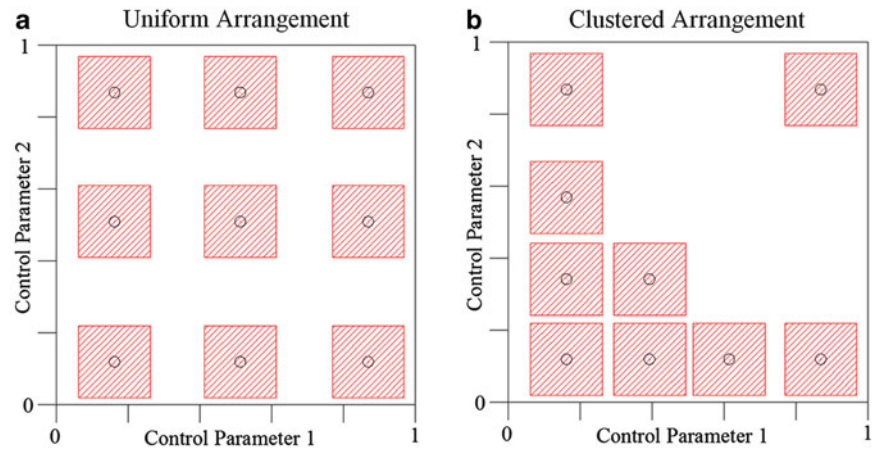 a Uniform Arrangement
1
Control Parameter 2
0
0
Control Parameter 1
1
b Clustered Arrangement
1
Control Parameter 2
0
0
Control Parameter 1
1